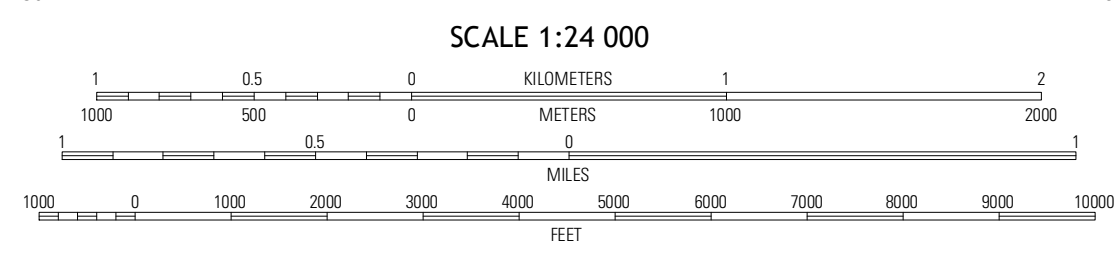 SCALE 1:24 000
1 0.5 0 KILOMETERS 1 2
1000 500 0 METERS 1000 2000
1 0.5 0 1
MILES
1000 0 1000 2000 3000 4000 5000 6000 7000 8000 9000 10000
FEET